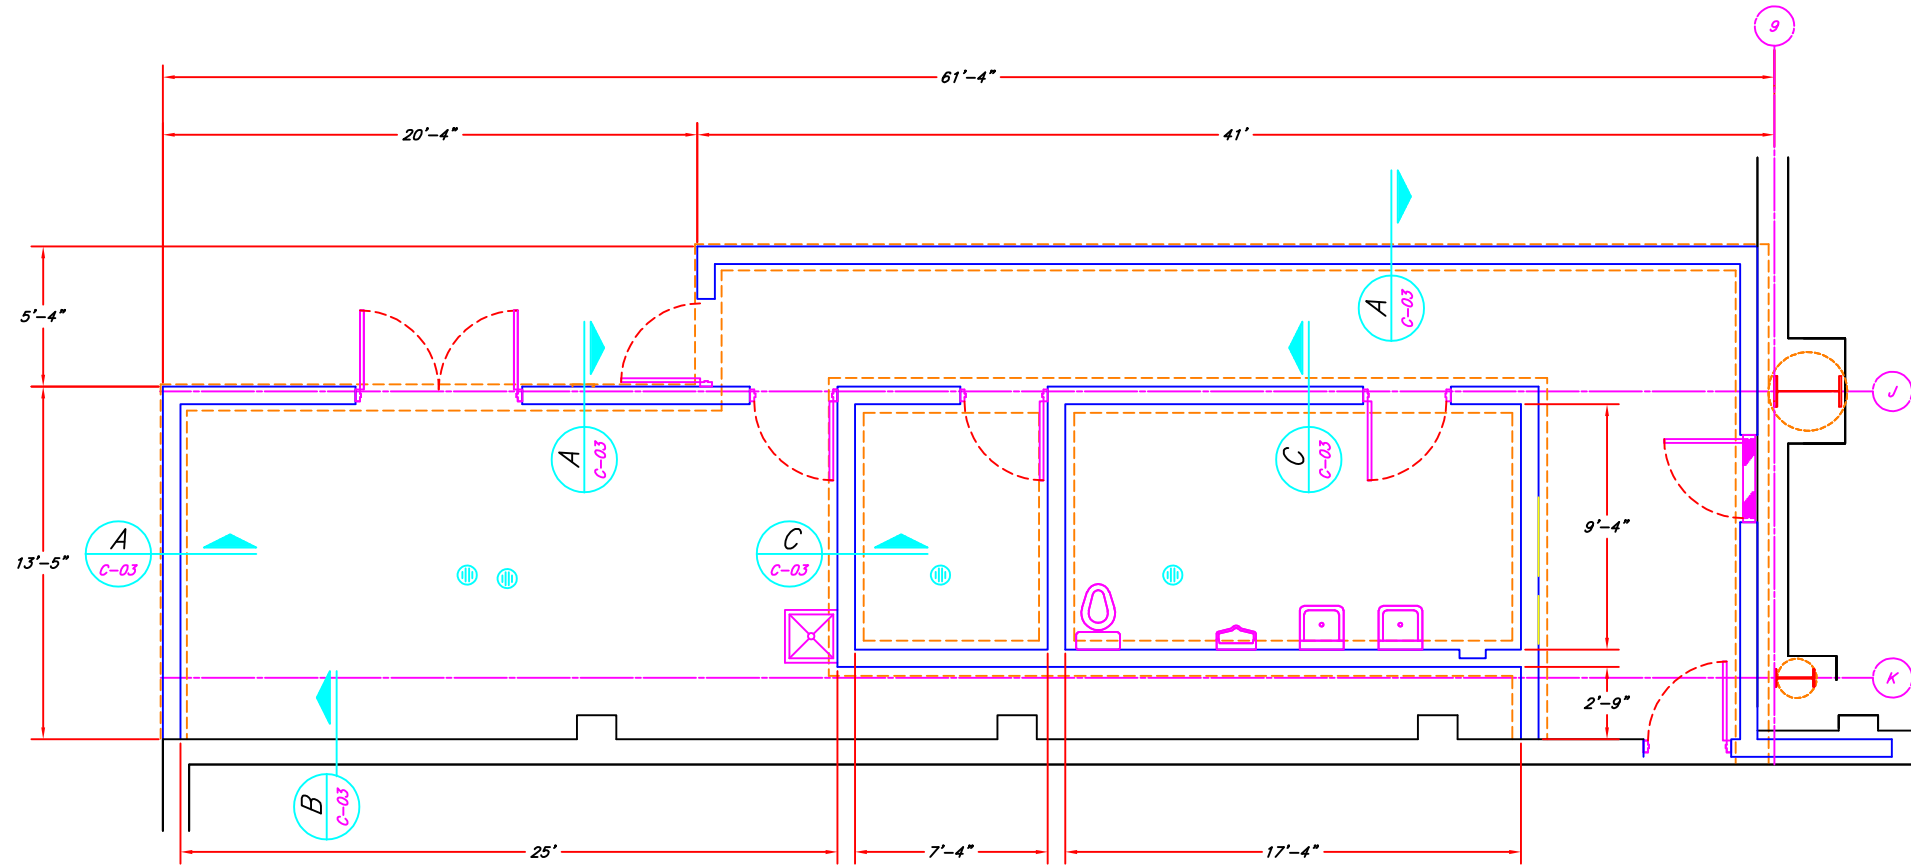 9
61'-4"
20'-4"
41'
A
C-03
5'-4"
J
A
C-03
C
C-03
9'-4"
A
C-03
C
C-03
13'-5"
K
2'-9"
B
C-03
25'
7'-4"
17'-4"